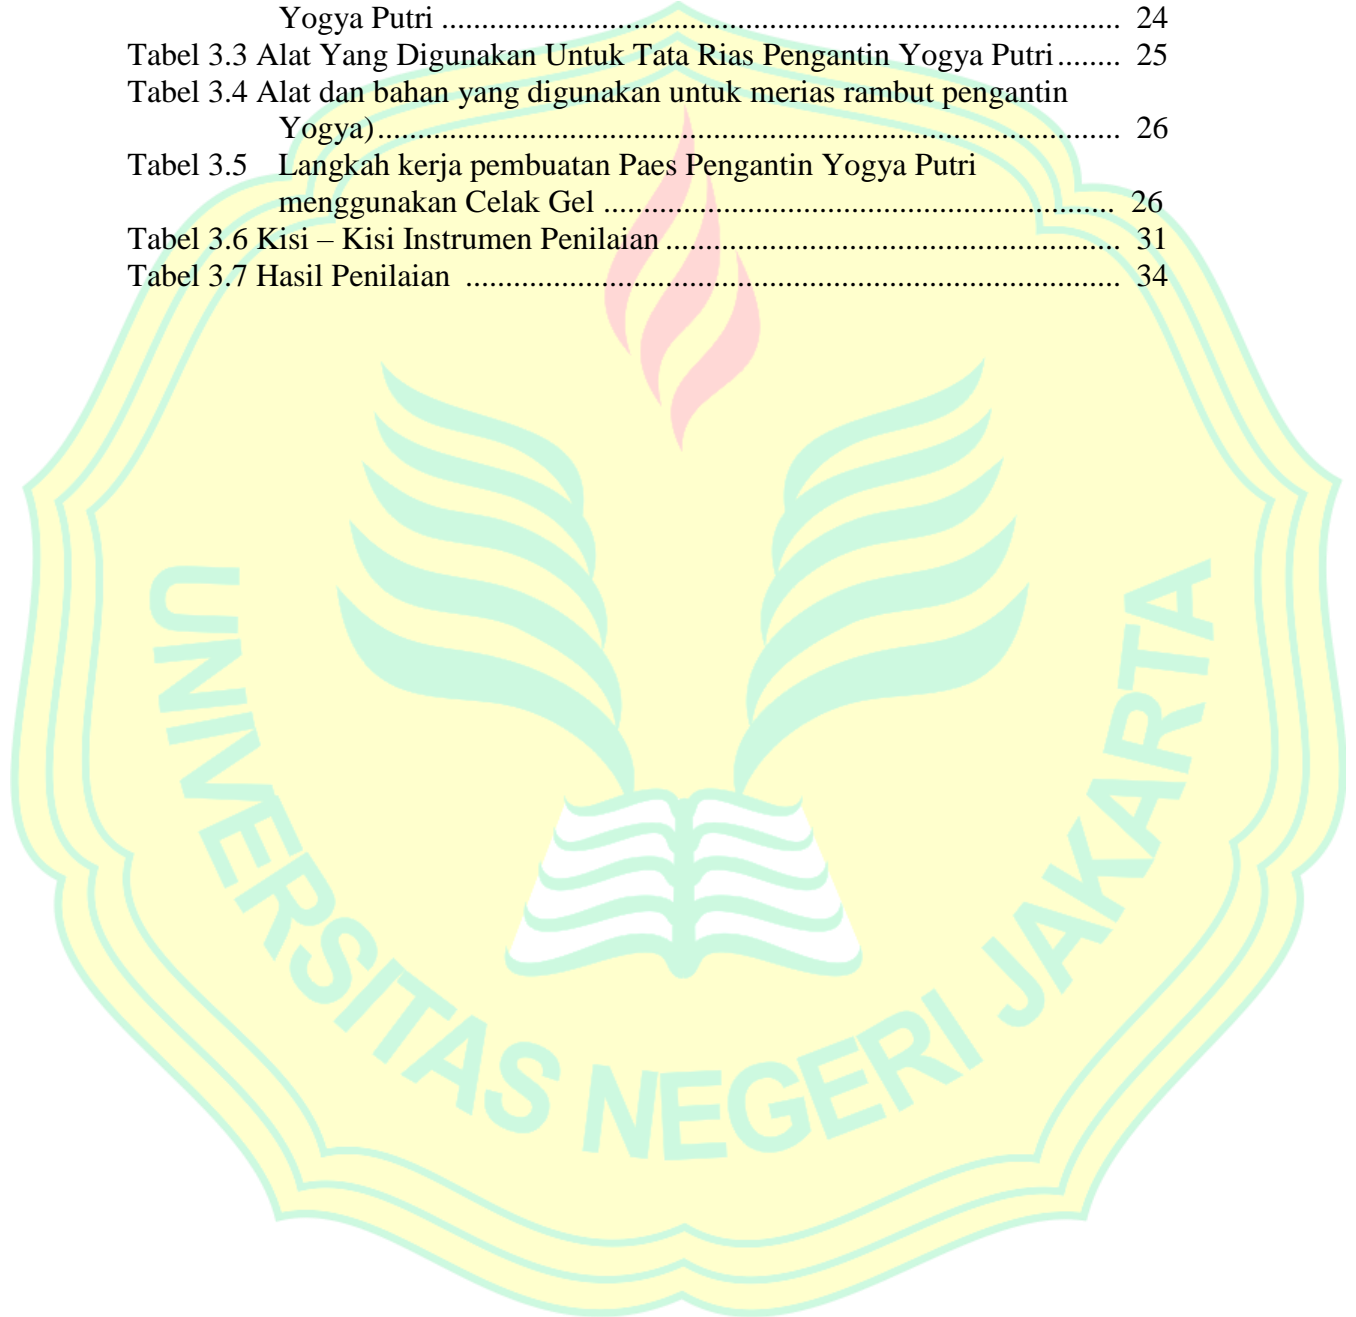 Yogya Putri ..................................................................................... 24
Tabel 3.3 Alat Yang Digunakan Untuk Tata Rias Pengantin Yogya Putri........ 25
Tabel 3.4 Alat dan bahan yang digunakan untuk merias rambut pengantin
Yogya)............................................................................................. 26
Tabel 3.5 Langkah kerja pembuatan Paes Pengantin Yogya Putri
menggunakan Celak Gel ................................................................ 26
Tabel 3.6 Kisi – Kisi Instrumen Penilaian ......................................................... 31
Tabel 3.7 Hasil Penilaian .................................................................................. 34
UNIVERSITAS NEGERI JAKARTA